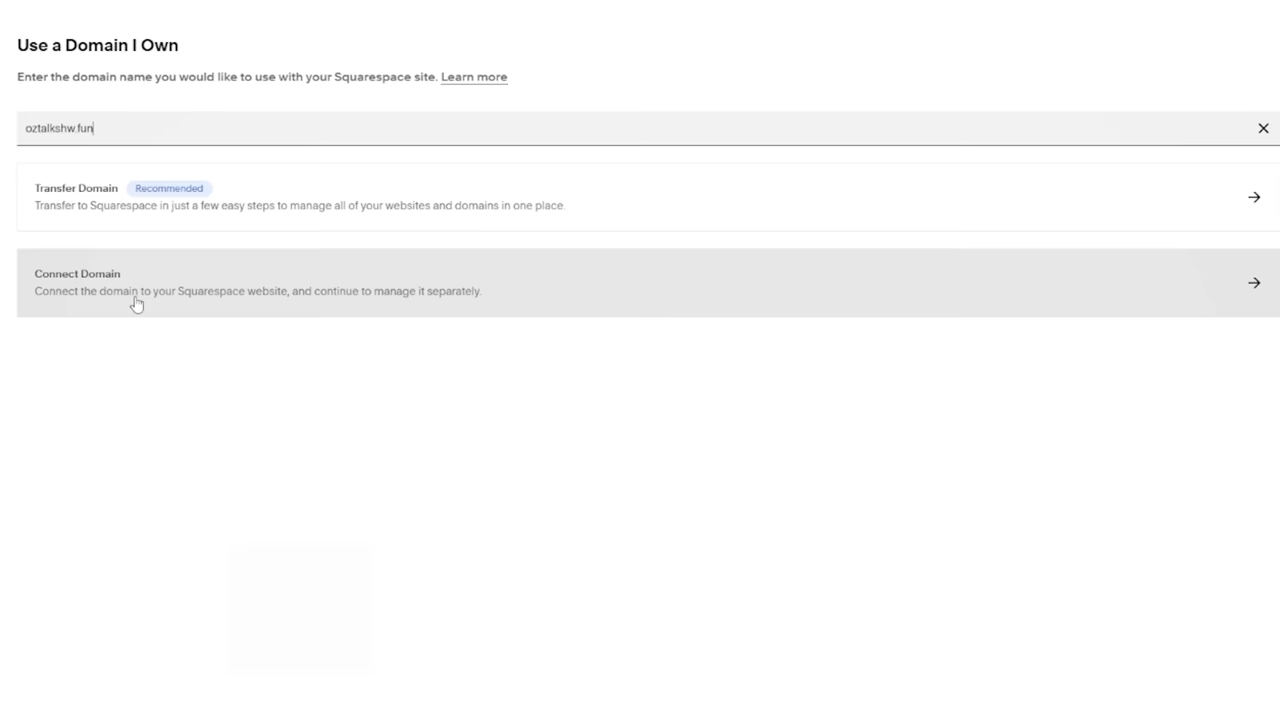 Use a Domain I Own
Enter the domain name you would like to use with your Squarespace site. Learn more
oztalkshw.fun
Transfer Domain Recommended
Transfer to Squarespace in just a few easy steps to manage all of your websites and domains in one place.
Connect Domain
Connect the domain to your Squarespace website, and continue to manage it separately.